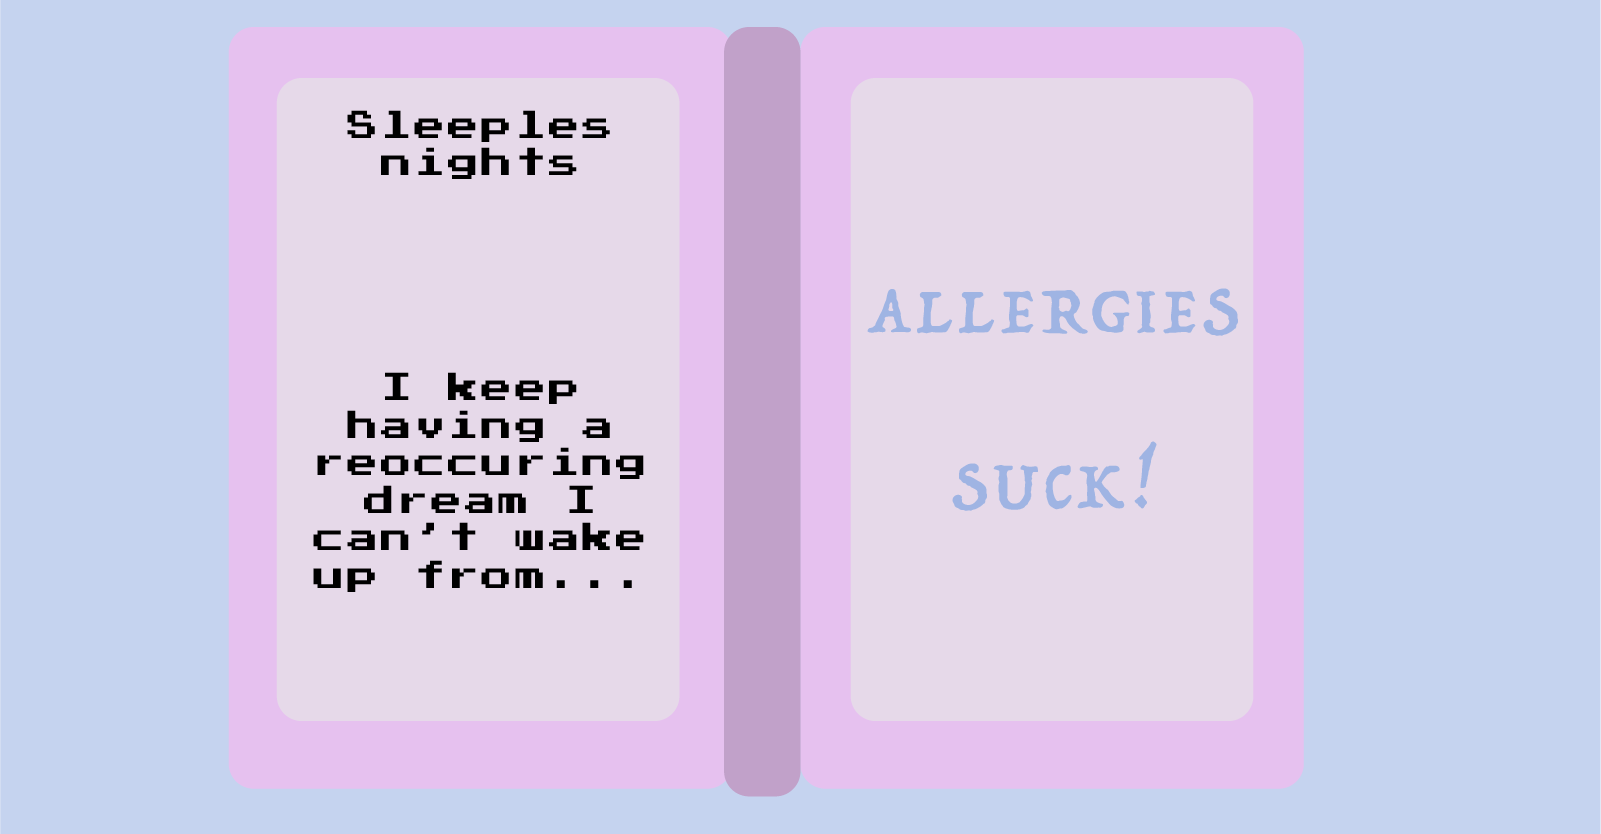 Sleeples
nights
I keep
having a
reoccuring
dream I
can't wake
up from...
ALLERGIES
SUCK!